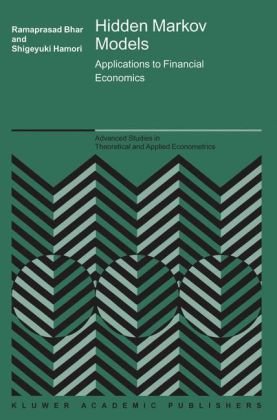 Ramaprasad Bhar
and
Shigeyuki Hamori
Hidden Markov
Models
Applications to Financial
Economics
Advanced Studies in
Theoretical and Applied Econometrics
KLUWER ACADEMIC PUBLISHERS